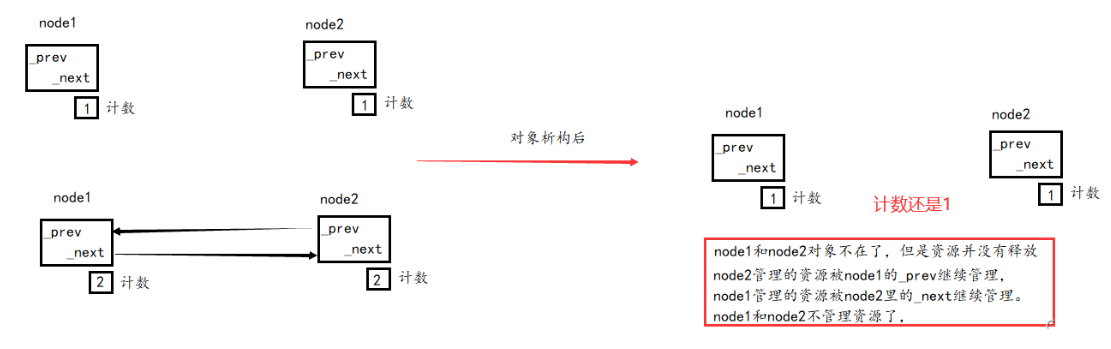 node1
node2
_prev
_next
1 计数
_prev
_next
1 计数
对象析构后
node1
node2
_prev
_next
2 计数
_prev
_next
2 计数
node1
node2
_prev
_next
1 计数
_prev
_next
1 计数
计数还是1
node1和node2对象不在了，但是资源并没有释放
node2管理的资源被node1的_prev继续管理，
node1管理的资源被node2里的_next继续管理。
node1和node2不管理资源了，